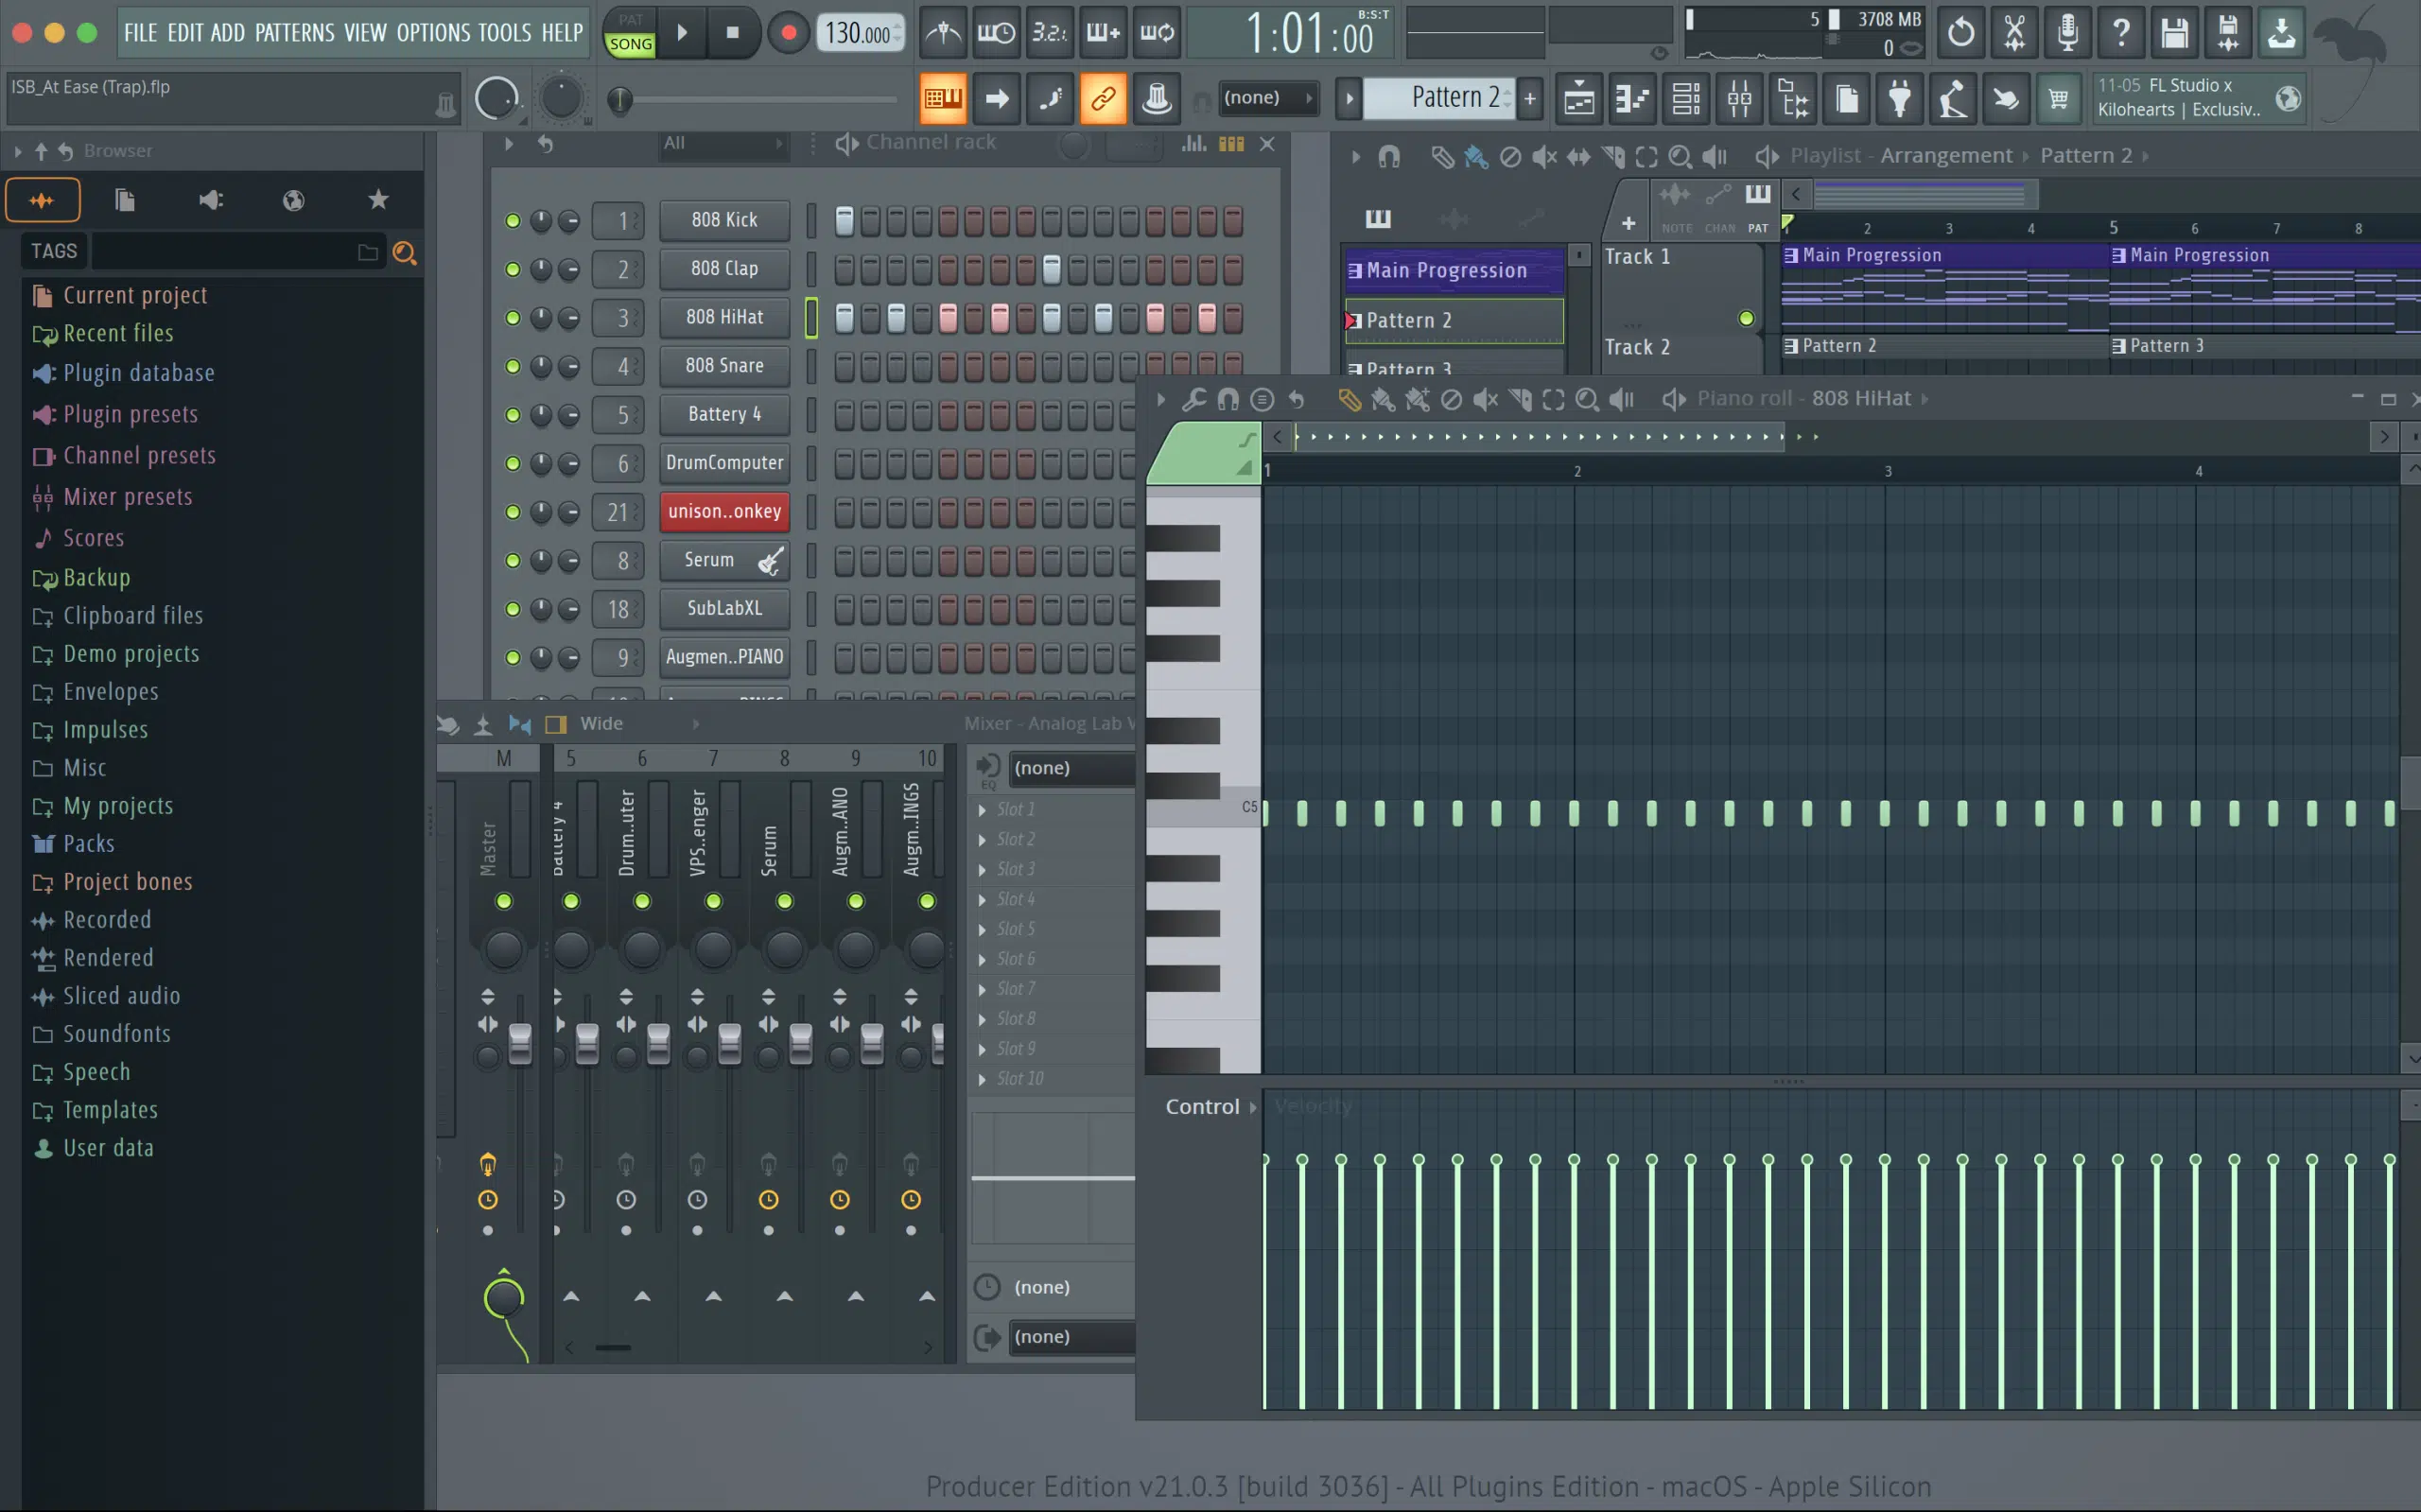 FILE EDIT ADD PATTERNS VIEW OPTIONS TOOLS HELP
PAT
SONG
130.000
3.2.1
1:01:00
B:S:T
5
3708 MB
0
ISB_At Ease (Trap).flp
(none)
Pattern 2
11-05 FL Studio x
Kilohearts | Exclusiv..
Browser
TAGS
Current project
Recent files
Plugin database
Plugin presets
Channel presets
Mixer presets
Scores
Backup
Clipboard files
Demo projects
Envelopes
Impulses
Misc
My projects
Packs
Project bones
Recorded
Rendered
Sliced audio
Soundfonts
Speech
Templates
User data
All
Channel rack
1 808 Kick
2 808 Clap
3 808 HiHat
4 808 Snare
5 Battery 4
6 DrumComputer
21 unison..onkey
8 Serum
18 SubLabXL
9 Augmen..PIANO
Playlist - Arrangement Pattern 2
NOTE CHAN PAT
2 3 4 5 6 7 8
Main Progression
Pattern 2
Pattern 3
Track 1
Main Progression
Main Progression
Track 2
Pattern 2
Pattern 3
Piano roll - 808 HiHat
1 2 3 4
C5
Control
Velocity
Wide
Mixer - Analog Lab V
M 5 6 7 8 9 10
Master
Battery 4
Drum..uter
VPS..enger
Serum
Augm..ANO
Augm..INGS
EQ
(none)
Slot 1
Slot 2
Slot 3
Slot 4
Slot 5
Slot 6
Slot 7
Slot 8
Slot 9
Slot 10
(none)
(none)
Producer Edition v21.0.3 [build 3036] - All Plugins Edition - macOS - Apple Silicon